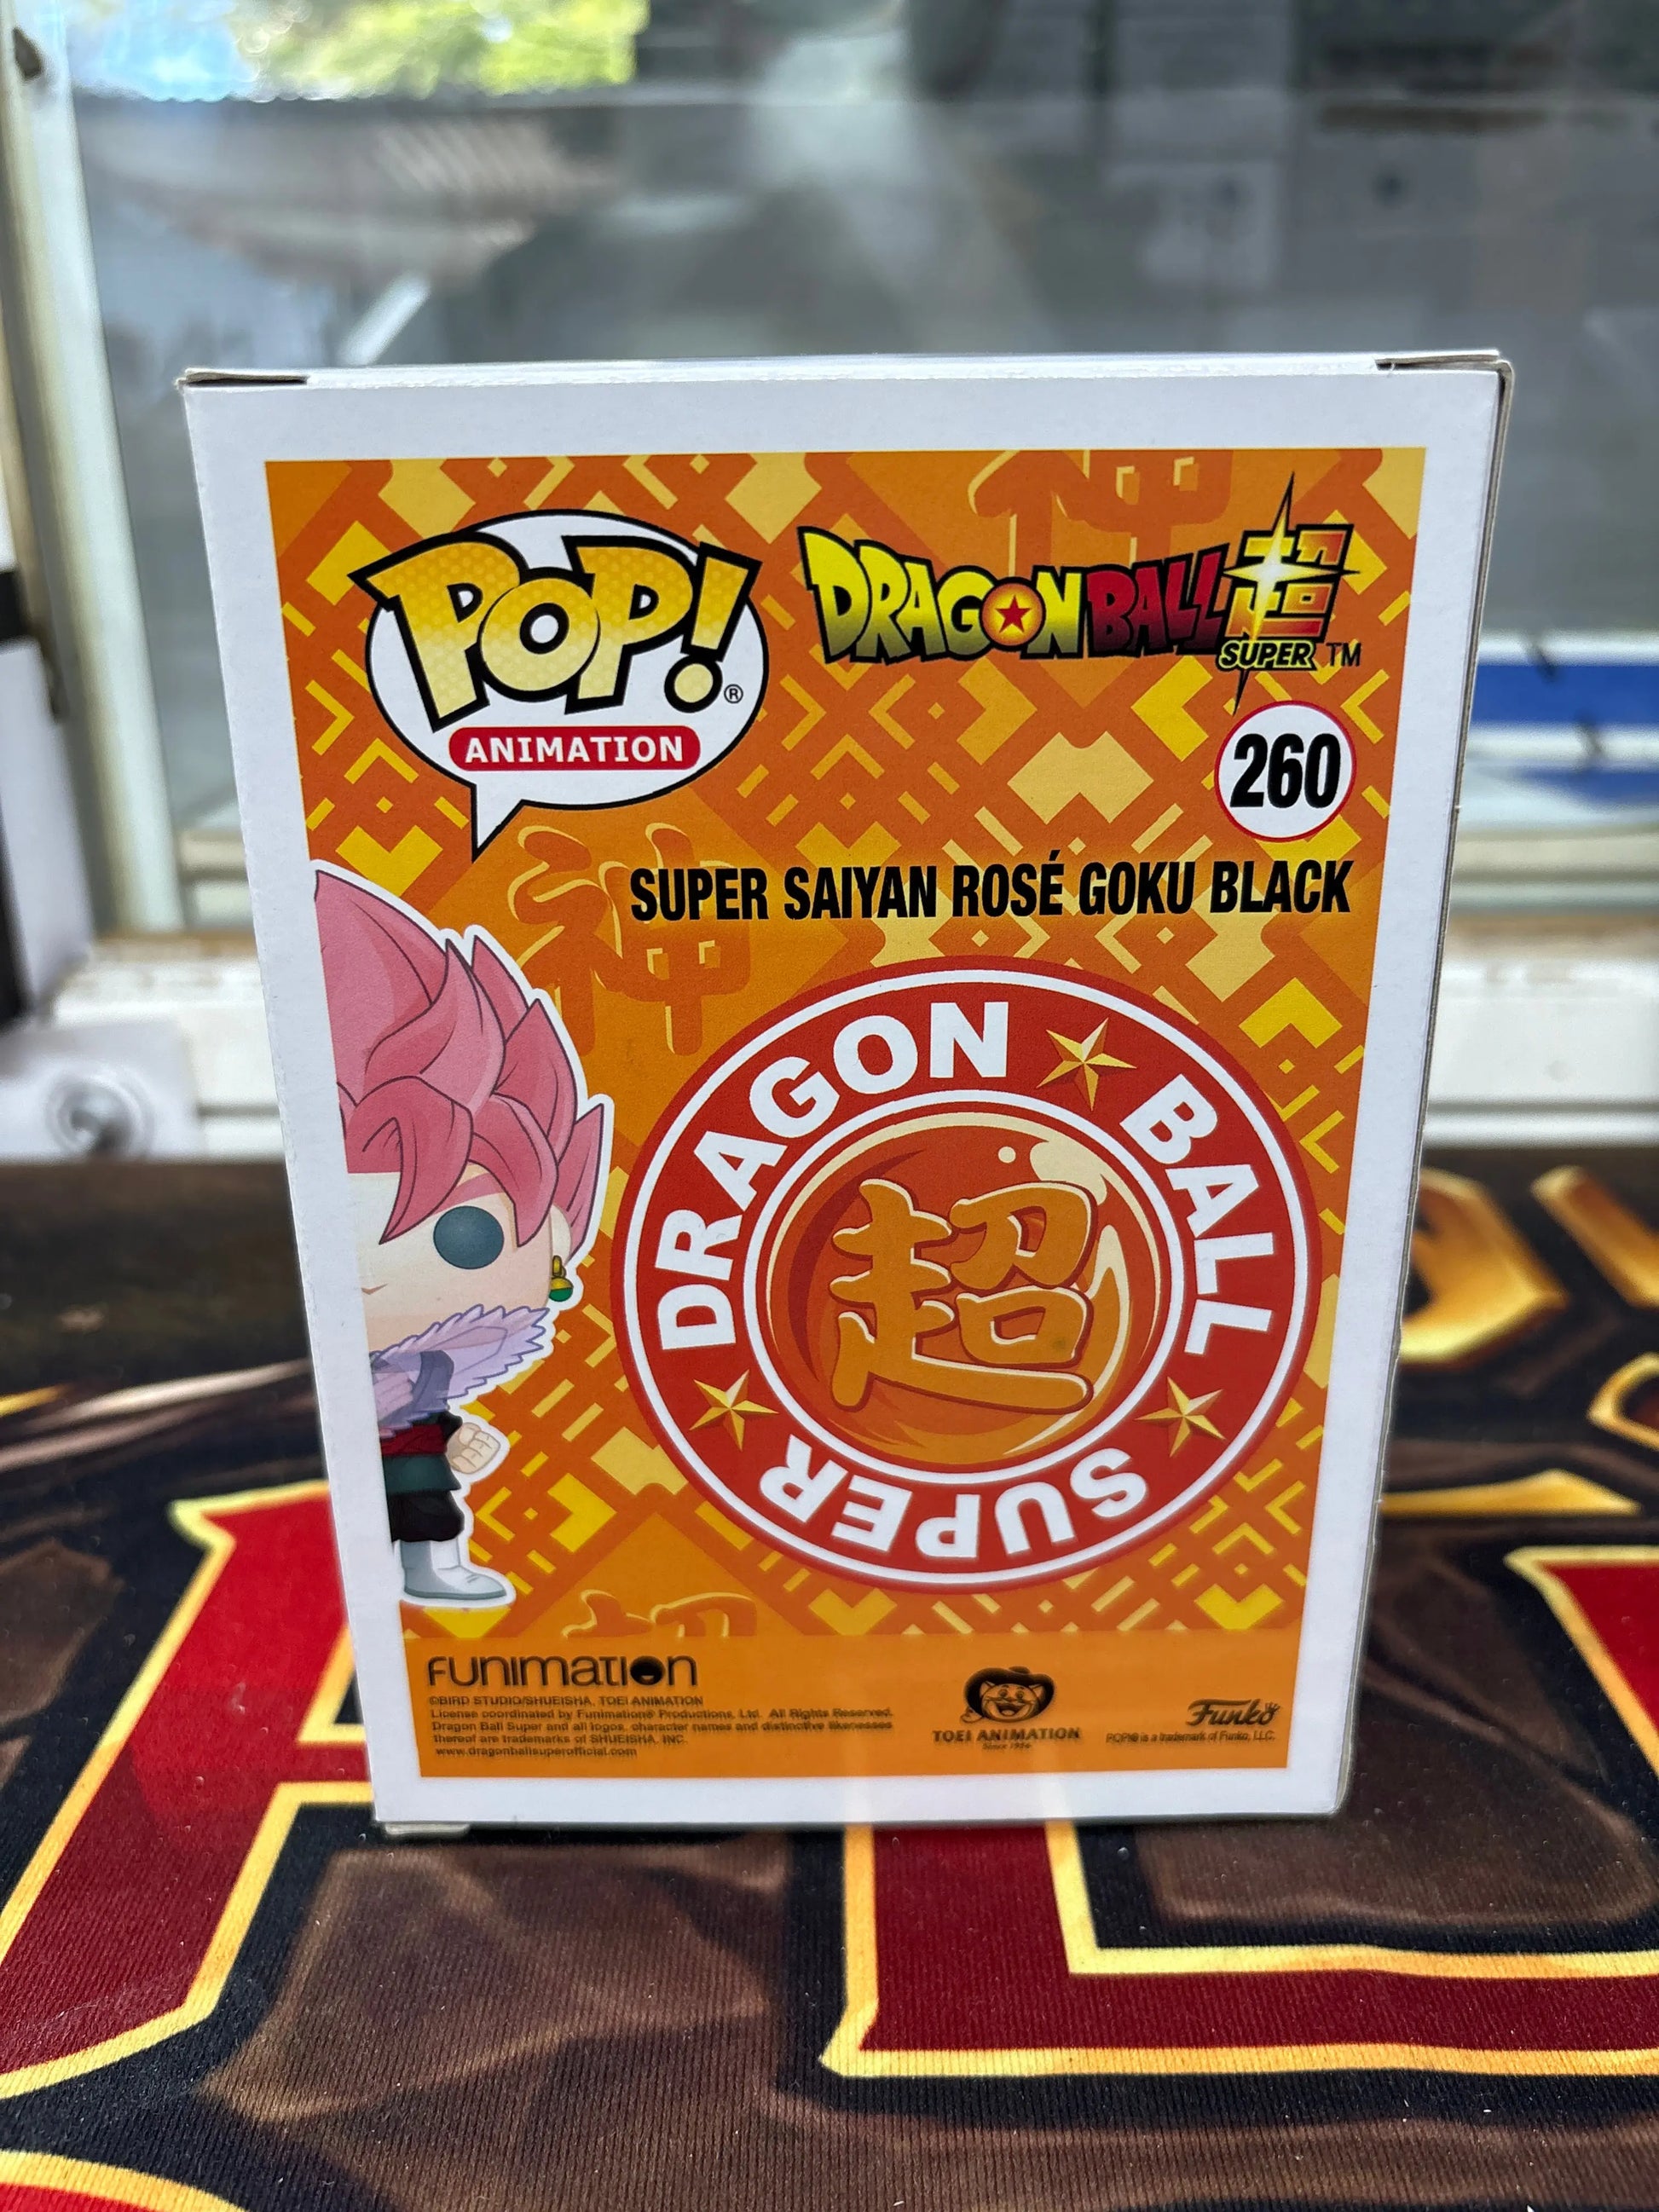 POP!®
ANIMATION
DRAGON BALL 超
SUPER ™
260
神
神
SUPER SAIYAN ROSÉ GOKU BLACK
DRAGON BALL SUPER
超
FUNIMATION
©BIRD STUDIO/SHUEISHA, TOEI ANIMATION
License coordinated by Funimation® Productions, Ltd. All Rights Reserved.
Dragon Ball Super and all logos, character names and distinctive likenesses
thereof are trademarks of SHUEISHA, INC.
www.dragonballsuperofficial.com
TOEI ANIMATION
Since 1956
Funko
POP!® is a trademark of Funko, LLC.